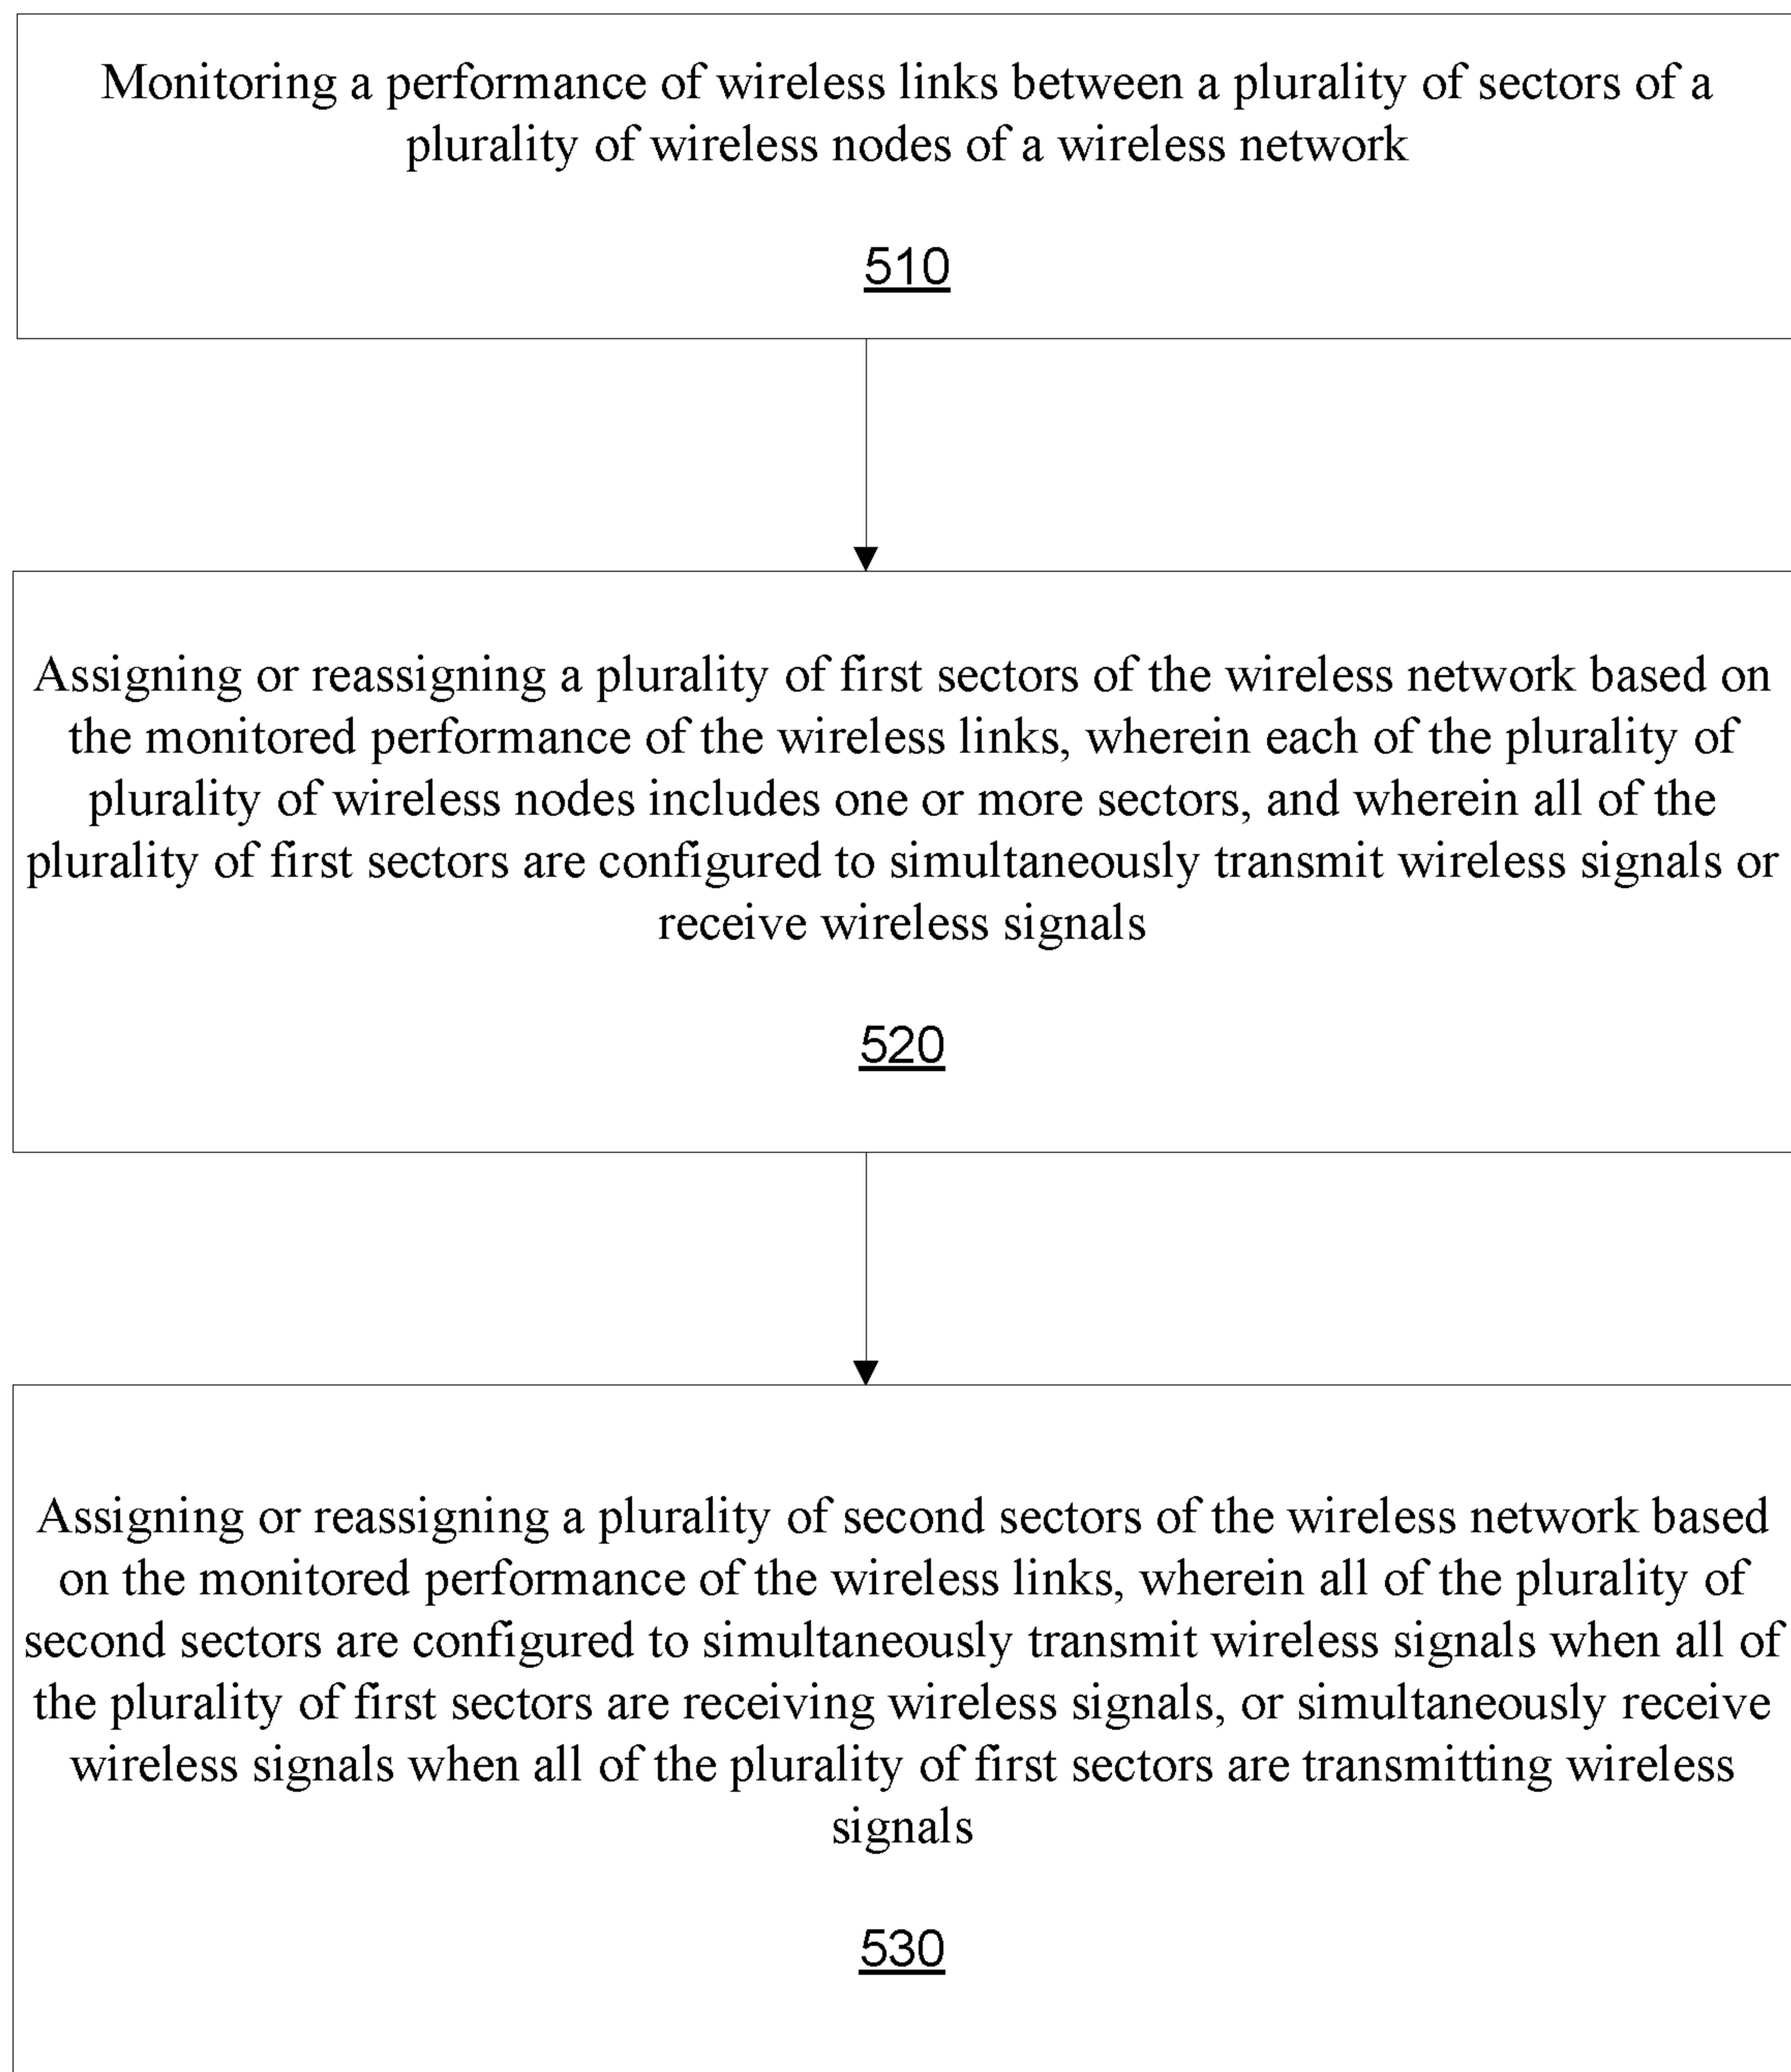 Monitoring a performance of wireless links between a plurality of sectors of a
plurality of wireless nodes of a wireless network
510
Assigning or reassigning a plurality of first sectors of the wireless network based on
the monitored performance of the wireless links, wherein each of the plurality of
plurality of wireless nodes includes one or more sectors, and wherein all of the
plurality of first sectors are configured to simultaneously transmit wireless signals or
receive wireless signals
520
Assigning or reassigning a plurality of second sectors of the wireless network based
on the monitored performance of the wireless links, wherein all of the plurality of
second sectors are configured to simultaneously transmit wireless signals when all of
the plurality of first sectors are receiving wireless signals, or simultaneously receive
wireless signals when all of the plurality of first sectors are transmitting wireless
signals
530